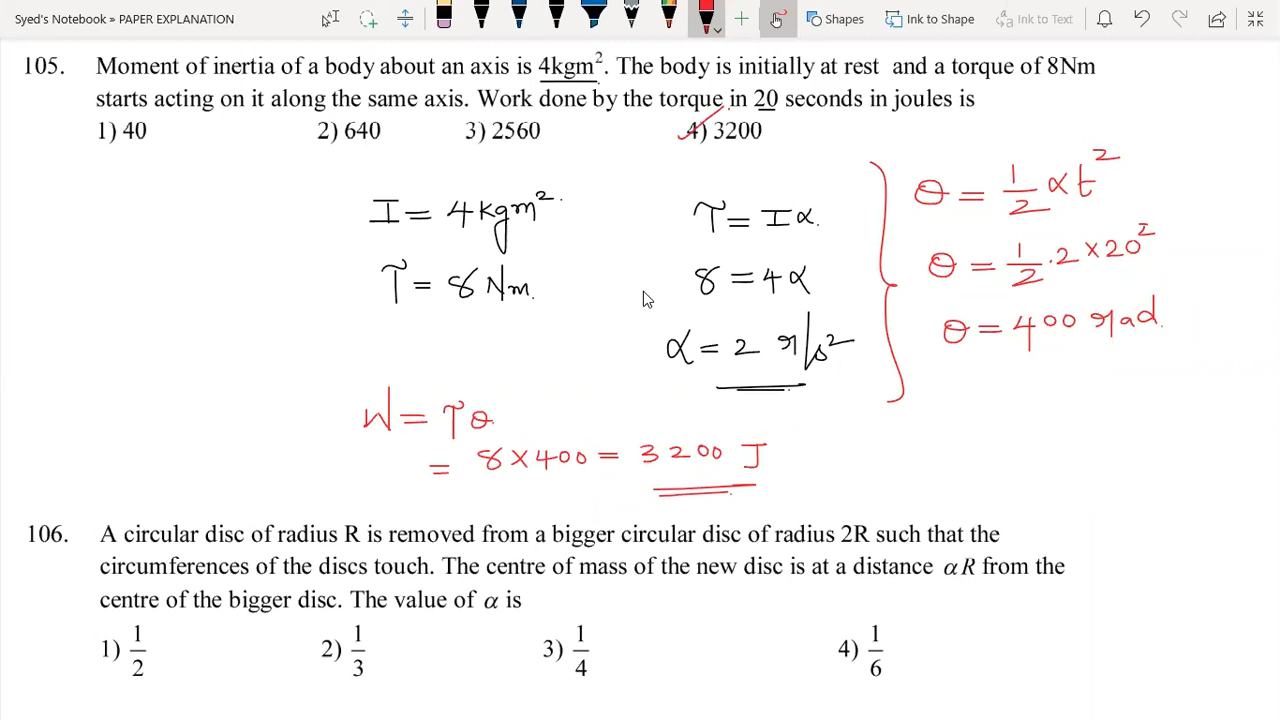 Syed's Notebook » PAPER EXPLANATION Shapes Ink to Shape Ink to Text
105. Moment of inertia of a body about an axis is 4kgm². The body is initially at rest and a torque of 8Nm
starts acting on it along the same axis. Work done by the torque in 20 seconds in joules is
1) 40 2) 640 3) 2560 4) 3200
I = 4kgm².
τ = 8 Nm.
τ = Iα.
8 = 4α
α = 2 r/s²
θ = 1/2 αt²
θ = 1/2 .2×20²
θ = 400 rad.
W = τθ
= 8×400 = 3200 J
106. A circular disc of radius R is removed from a bigger circular disc of radius 2R such that the
circumferences of the discs touch. The centre of mass of the new disc is at a distance αR from the
centre of the bigger disc. The value of α is
1) 1/2 2) 1/3 3) 1/4 4) 1/6